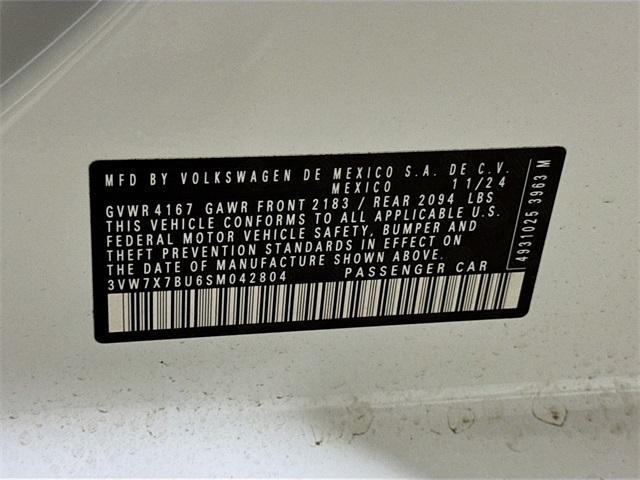 MFD BY VOLKSWAGEN DE MEXICO S.A. DE C.V.
MEXICO 11/24
GVWR 4167 GAWR FRONT 2183 / REAR 2094 LBS
THIS VEHICLE CONFORMS TO ALL APPLICABLE U.S.
FEDERAL MOTOR VEHICLE SAFETY, BUMPER AND
THEFT PREVENTION STANDARDS IN EFFECT ON
THE DATE OF MANUFACTURE SHOWN ABOVE.
3VW7X7BU6SM042804 PASSENGER CAR
4931025 3963 M